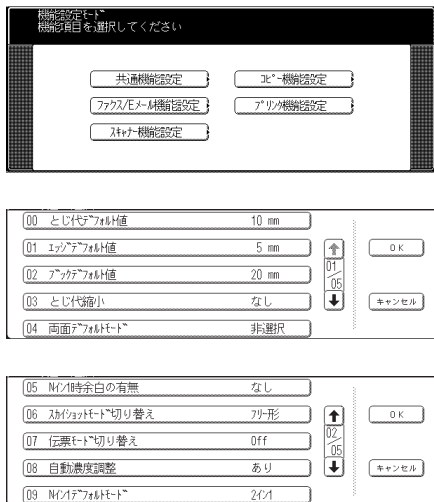 機能設定ﾓｰﾄﾞ
機能項目を選択してください
共通機能設定
ｺﾋﾟｰ機能設定
ﾌｧｸｽ/Eﾒｰﾙ機能設定
ﾌﾟﾘﾝﾀ機能設定
ｽｷｬﾅｰ機能設定
00 とじ代ﾃﾞﾌｫﾙﾄ値 10 mm
01 ｴｯｼﾞﾃﾞﾌｫﾙﾄ値 5 mm
02 ﾌﾞｯｸﾃﾞﾌｫﾙﾄ値 20 mm
03 とじ代縮小 なし
04 両面ﾃﾞﾌｫﾙﾄﾓｰﾄﾞ 非選択
01/05
OK
キャンセル
05 Nｲﾝ1時余白の有無 なし
06 ｽｶｲｼｮｯﾄﾓｰﾄﾞ切り替え ﾌﾘｰ形
07 伝票ﾓｰﾄﾞ切り替え Off
08 自動濃度調整 あり
09 Nｲﾝ1ﾃﾞﾌｫﾙﾄﾓｰﾄﾞ 2ｲﾝ1
02/05
OK
キャンセル